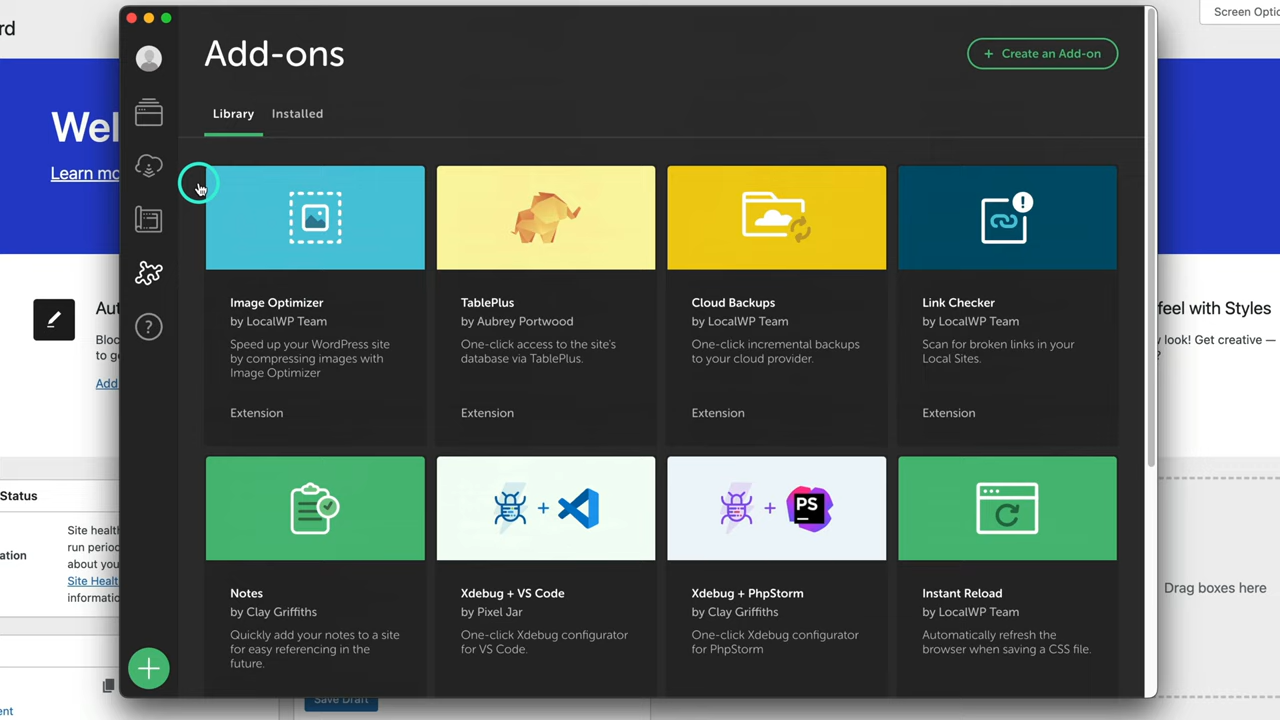 rd
Screen Optio
Wel
Learn mo
Add-ons
+ Create an Add-on
Library
Installed
Image Optimizer
by LocalWP Team
Speed up your WordPress site
by compressing images with
Image Optimizer
Extension
TablePlus
by Aubrey Portwood
One-click access to the site's
database via TablePlus.
Extension
Cloud Backups
by LocalWP Team
One-click incremental backups
to your cloud provider.
Extension
Link Checker
by LocalWP Team
Scan for broken links in your
Local Sites.
Extension
Aut
Bloc
to ge
Add
feel with Styles
look! Get creative —
?
PS
Notes
by Clay Griffiths
Quickly add your notes to a site
for easy referencing in the
future.
Xdebug + VS Code
by Pixel Jar
One-click Xdebug configurator
for VS Code.
Xdebug + PhpStorm
by Clay Griffiths
One-click Xdebug configurator
for PhpStorm
Instant Reload
by LocalWP Team
Automatically refresh the
browser when saving a CSS file.
Status
Site healt
run perio
about you
Site Healt
informatio
ation
Drag boxes here
Save Draft
ent